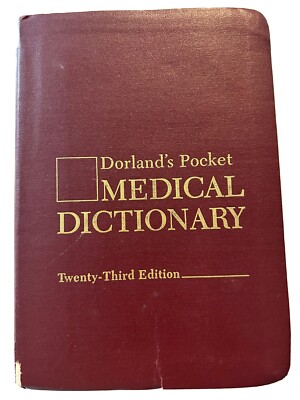 Dorland's Pocket
MEDICAL
DICTIONARY
Twenty-Third Edition